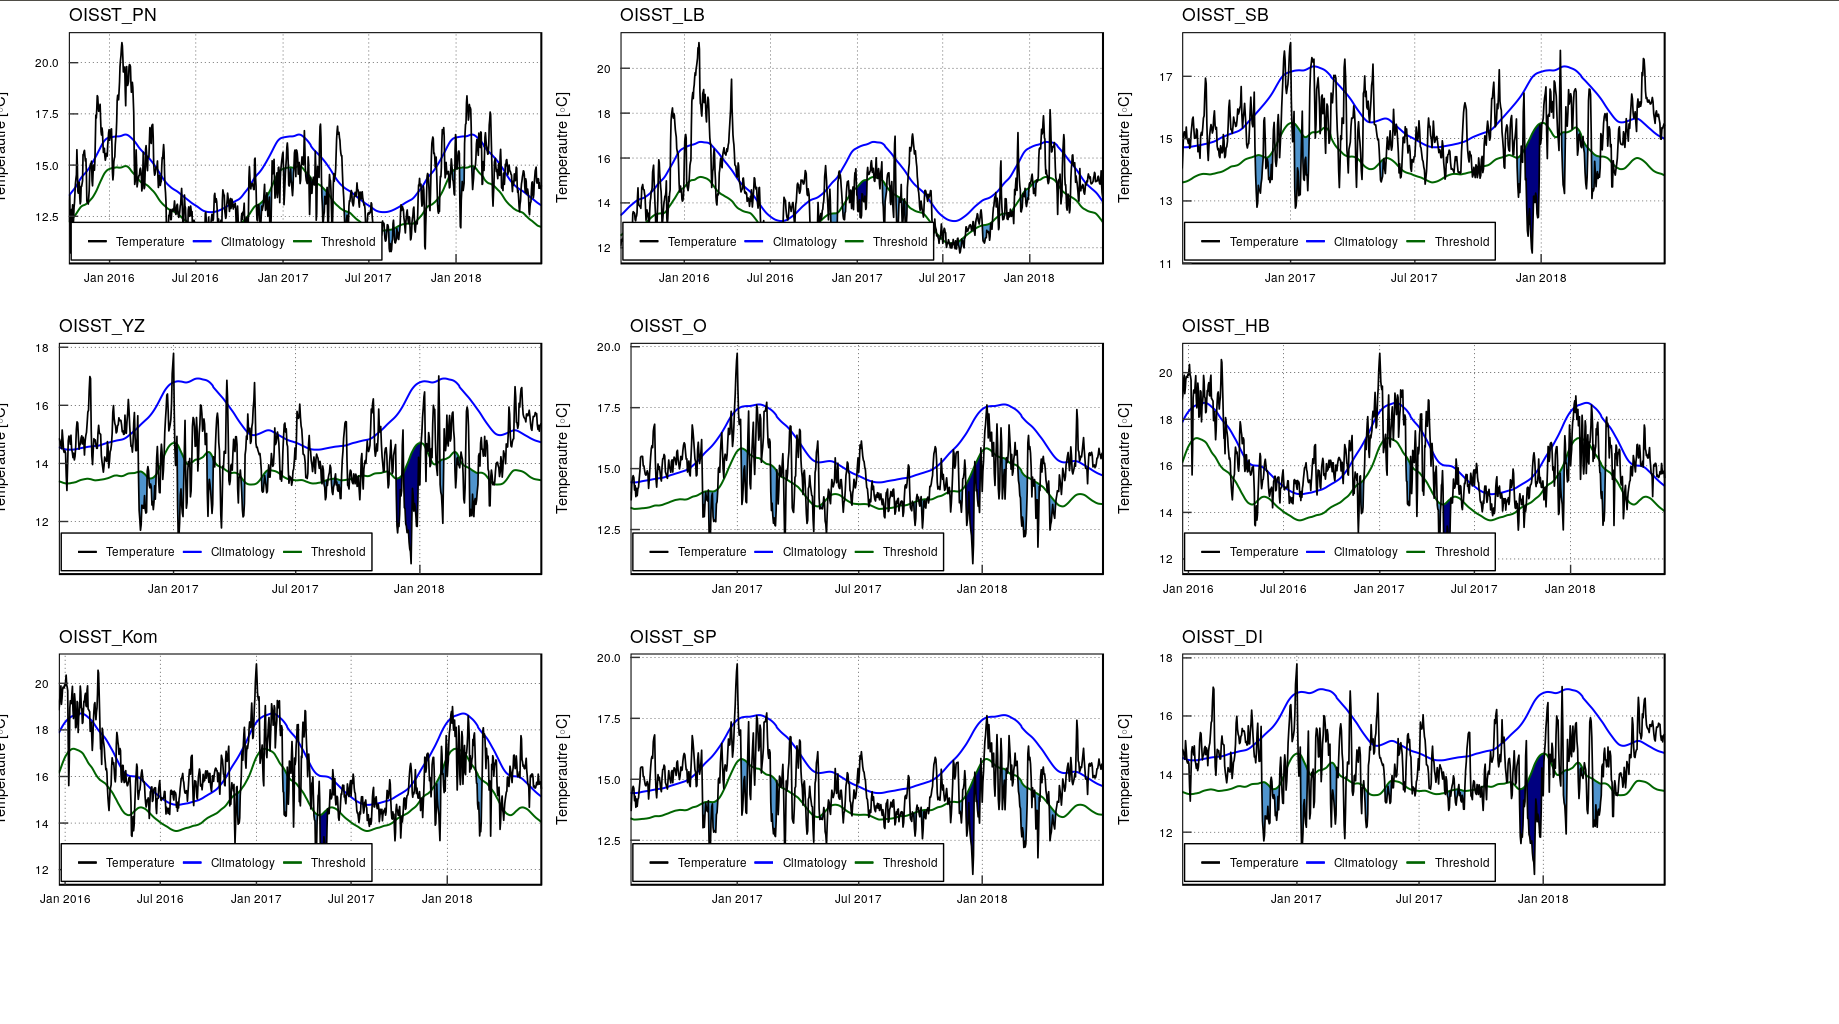 OISST_PN OISST_LB OISST_SB
Temperautre [◦C] 20.0 17.5 15.0 12.5
Temperature Climatology Threshold
Jan 2016 Jul 2016 Jan 2017 Jul 2017 Jan 2018
Temperautre [◦C] 20 18 16 14 12
Temperature Climatology Threshold
Jan 2016 Jul 2016 Jan 2017 Jul 2017 Jan 2018
Temperautre [◦C] 17 15 13 11
Temperature Climatology Threshold
Jan 2017 Jul 2017 Jan 2018
OISST_YZ OISST_O OISST_HB
Temperautre [◦C] 18 16 14 12
Temperature Climatology Threshold
Jan 2017 Jul 2017 Jan 2018
Temperautre [◦C] 20.0 17.5 15.0 12.5
Temperature Climatology Threshold
Jan 2017 Jul 2017 Jan 2018
Temperautre [◦C] 20 18 16 14 12
Temperature Climatology Threshold
Jan 2016 Jul 2016 Jan 2017 Jul 2017 Jan 2018
OISST_Kom OISST_SP OISST_DI
Temperautre [◦C] 20 18 16 14 12
Temperature Climatology Threshold
Jan 2016 Jul 2016 Jan 2017 Jul 2017 Jan 2018
Temperautre [◦C] 20.0 17.5 15.0 12.5
Temperature Climatology Threshold
Jan 2017 Jul 2017 Jan 2018
Temperautre [◦C] 18 16 14 12
Temperature Climatology Threshold
Jan 2017 Jul 2017 Jan 2018